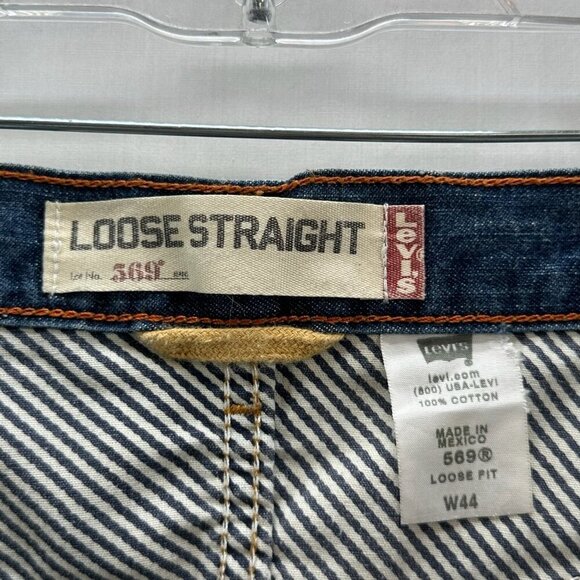 LOOSE STRAIGHT
Lot No. 569® JEANS
Levi's®
Levi's
levi.com
(800) USA-LEVI
100% COTTON
MADE IN
MEXICO
569®
LOOSE FIT
W44